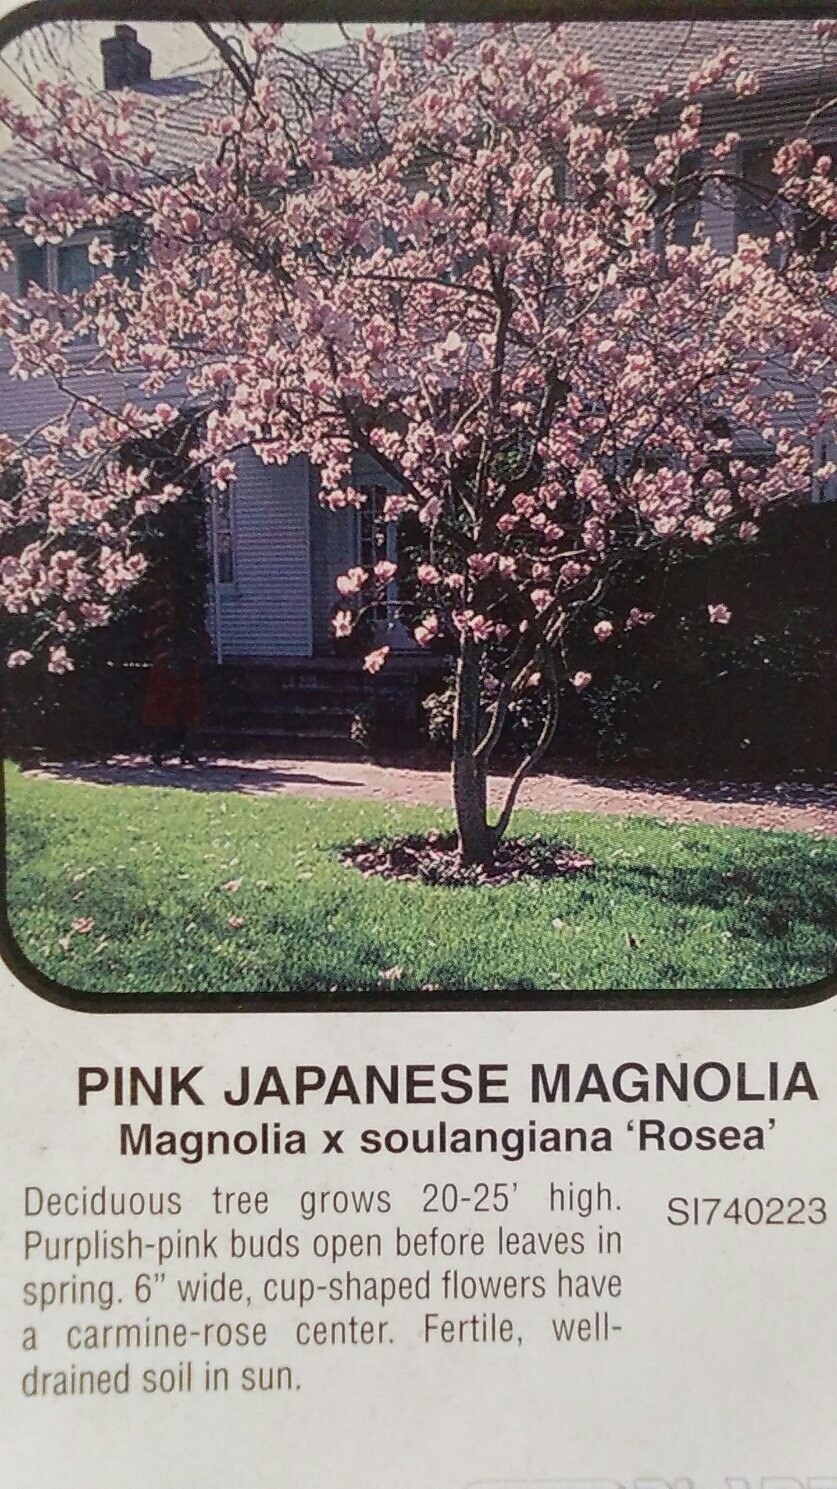 PINK JAPANESE MAGNOLIA
Magnolia x soulangiana ‘Rosea’
Deciduous tree grows 20-25’ high.
Purplish-pink buds open before leaves in
spring. 6” wide, cup-shaped flowers have
a carmine-rose center. Fertile, well-
drained soil in sun.
SI740223